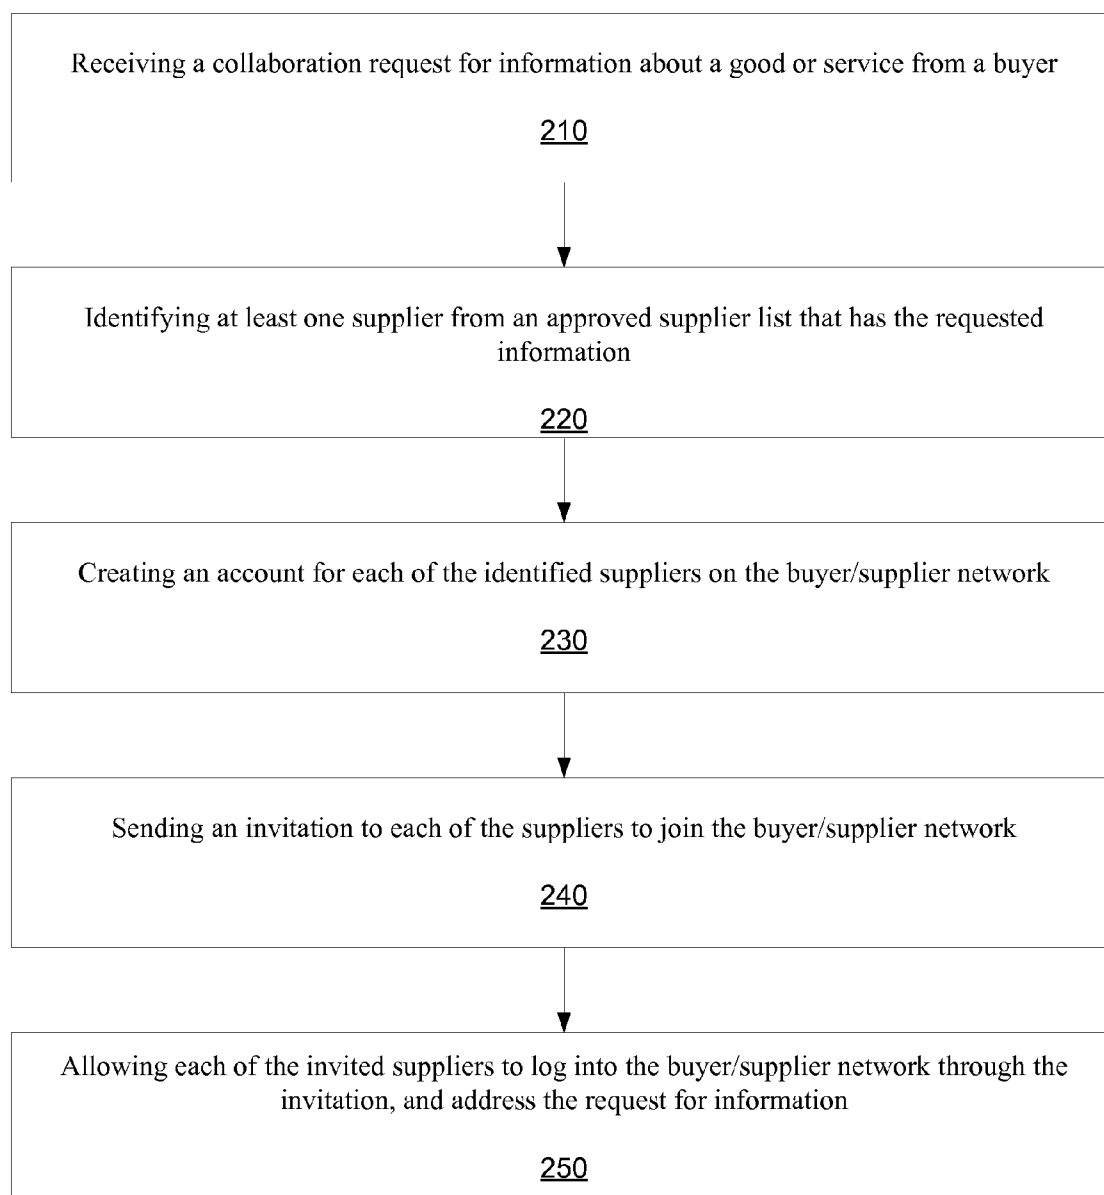 Receiving a collaboration request for information about a good or service from a buyer
210
Identifying at least one supplier from an approved supplier list that has the requested
information
220
Creating an account for each of the identified suppliers on the buyer/supplier network
230
Sending an invitation to each of the suppliers to join the buyer/supplier network
240
Allowing each of the invited suppliers to log into the buyer/supplier network through the
invitation, and address the request for information
250